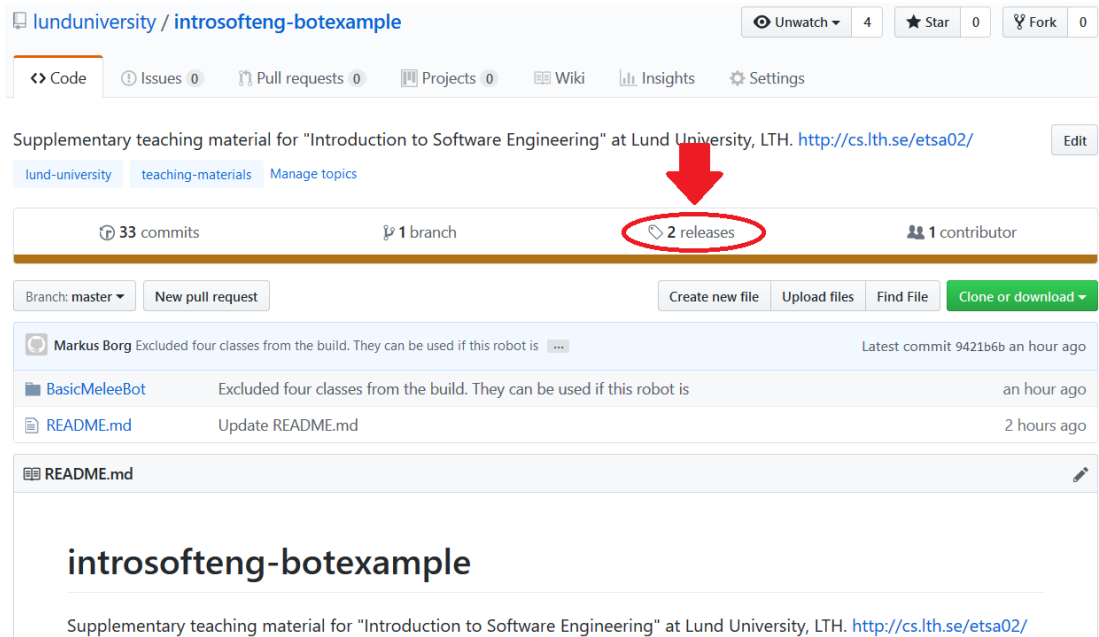 lunduniversity / introsofteng-botexample
Unwatch 4 Star 0 Fork 0
Code Issues 0 Pull requests 0 Projects 0 Wiki Insights Settings
Supplementary teaching material for "Introduction to Software Engineering" at Lund University, LTH. http://cs.lth.se/etsa02/ Edit
lund-university teaching-materials Manage topics
33 commits 1 branch 2 releases 1 contributor
Branch: master New pull request Create new file Upload files Find File Clone or download
Markus Borg Excluded four classes from the build. They can be used if this robot is ... Latest commit 9421b6b an hour ago
BasicMeleeBot Excluded four classes from the build. They can be used if this robot is an hour ago
README.md Update README.md 2 hours ago
README.md
introsofteng-botexample
Supplementary teaching material for "Introduction to Software Engineering" at Lund University, LTH. http://cs.lth.se/etsa02/